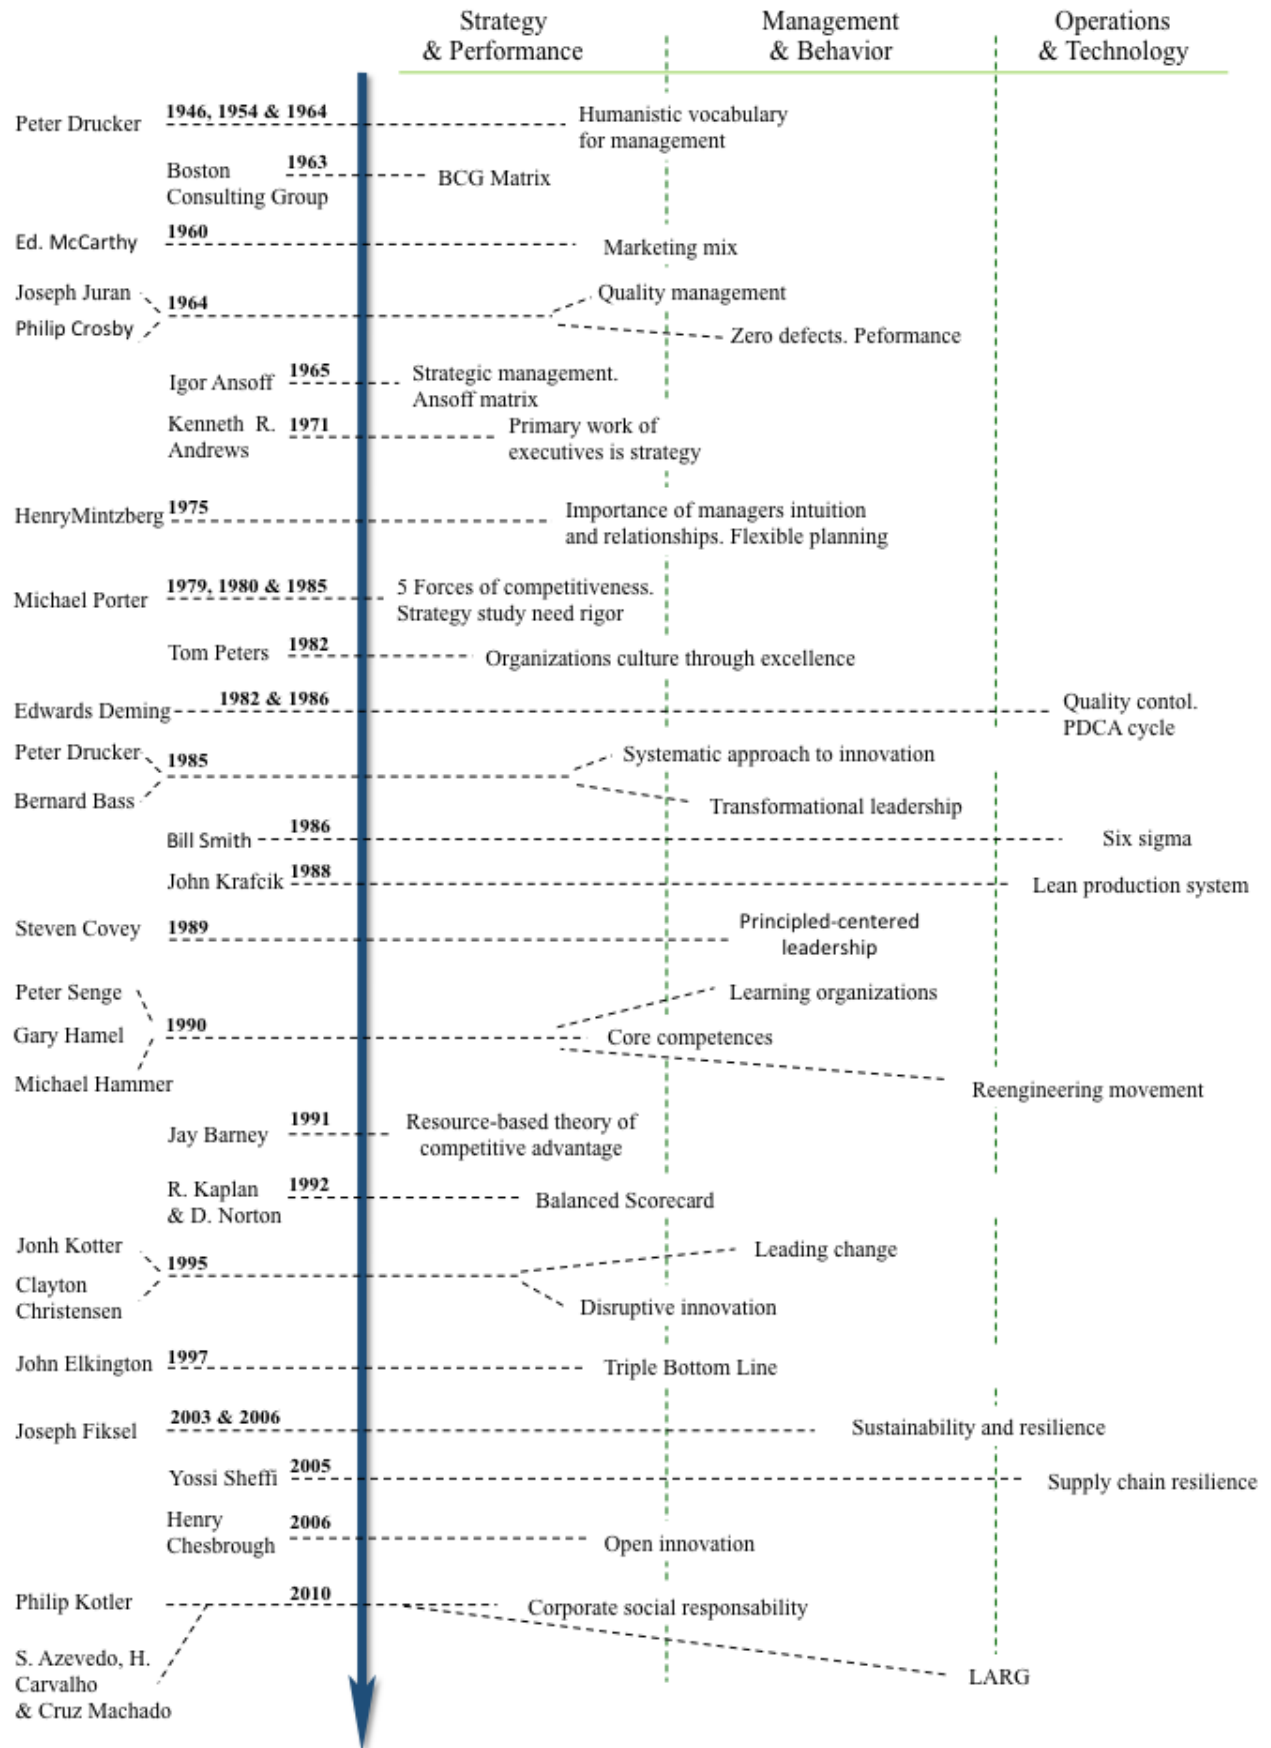 Strategy
& Performance
Management
& Behavior
Operations
& Technology
Peter Drucker
1946, 1954 & 1964
Humanistic vocabulary
for management
Boston
Consulting Group
1963
BCG Matrix
Ed. McCarthy
1960
Marketing mix
Joseph Juran
Philip Crosby
1964
Quality management
Zero defects. Peformance
Igor Ansoff
1965
Strategic management.
Ansoff matrix
Kenneth R.
Andrews
1971
Primary work of
executives is strategy
HenryMintzberg
1975
Importance of managers intuition
and relationships. Flexible planning
Michael Porter
1979, 1980 & 1985
5 Forces of competitiveness.
Strategy study need rigor
Tom Peters
1982
Organizations culture through excellence
Edwards Deming
1982 & 1986
Quality contol.
PDCA cycle
Peter Drucker
Bernard Bass
1985
Systematic approach to innovation
Transformational leadership
Bill Smith
1986
Six sigma
John Krafcik
1988
Lean production system
Steven Covey
1989
Principled-centered
leadership
Peter Senge
Gary Hamel
Michael Hammer
1990
Learning organizations
Core competences
Reengineering movement
Jay Barney
1991
Resource-based theory of
competitive advantage
R. Kaplan
& D. Norton
1992
Balanced Scorecard
Jonh Kotter
Clayton
Christensen
1995
Leading change
Disruptive innovation
John Elkington
1997
Triple Bottom Line
Joseph Fiksel
2003 & 2006
Sustainability and resilience
Yossi Sheffi
2005
Supply chain resilience
Henry
Chesbrough
2006
Open innovation
Philip Kotler
2010
Corporate social responsability
S. Azevedo, H.
Carvalho
& Cruz Machado
LARG